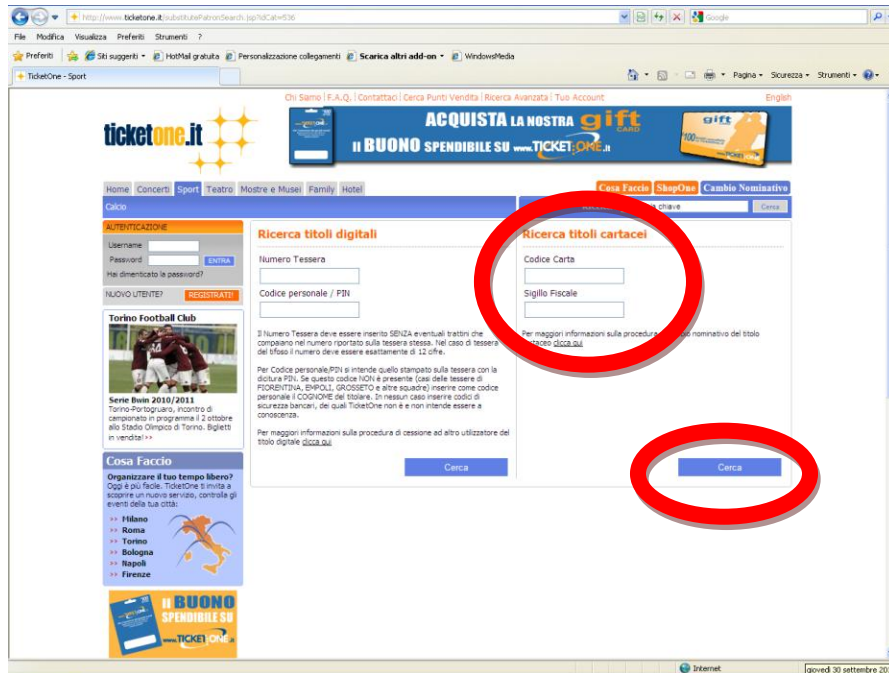 http://www.ticketone.it/substitutePatronSearch.jsp?idCat=536
Google
File Modifica Visualizza Preferiti Strumenti ?
Preferiti Siti suggeriti HotMail gratuita Personalizzazione collegamenti Scarica altri add-on WindowsMedia
TicketOne - Sport
Pagina Sicurezza Strumenti
Chi Siamo | F.A.Q. | Contattaci | Cerca Punti Vendita | Ricerca Avanzata | Tuo Account English
ticketone.it
ACQUISTA LA NOSTRA gift CARD
IL BUONO SPENDIBILE SU www.TICKETONE.it
gift
Home Concerti Sport Teatro Mostre e Musei Family Hotel
Cosa Faccio ShopOne Cambio Nominativo
Calcio
chiave Cerca
AUTENTICAZIONE
Username
Password ENTRA
Hai dimenticato la password?
NUOVO UTENTE? REGISTRATI!
Torino Football Club
Serie Bwin 2010/2011
Torino-Portogruaro, incontro di
campionato in programma il 2 ottobre
allo Stadio Olimpico di Torino. Biglietti
in vendita! >>
Cosa Faccio
Organizzare il tuo tempo libero?
Oggi è più facile. TicketOne ti invita a
scoprire un nuovo servizio, controlla gli
eventi della tua città:
>> Milano
>> Roma
>> Torino
>> Bologna
>> Napoli
>> Firenze
IL BUONO
SPENDIBILE SU
www.TICKETONE.it
Ricerca titoli digitali
Numero Tessera
Codice personale / PIN
Il Numero Tessera deve essere inserito SENZA eventuali trattini che
compaiono nel numero riportato sulla tessera stessa. Nel caso di tessera
del tifoso il numero deve essere esattamente di 12 cifre.
Per Codice personale/PIN si intende quello stampato sulla tessera con la
dicitura PIN. Se questo codice NON è presente (casi delle tessere di
FIORENTINA, EMPOLI, GROSSETO e altre squadre) inserire come codice
personale il COGNOME del titolare. In nessun caso inserire codici di
sicurezza bancari, dei quali TicketOne non è e non intende essere a
conoscenza.
Per maggiori informazioni sulla procedura di cessione ad altro utilizzatore del
titolo digitale clicca qui
Cerca
Ricerca titoli cartacei
Codice Carta
Sigillo Fiscale
Per maggiori informazioni sulla procedura nominativo del titolo
cartaceo clicca qui
Cerca
Internet
giovedì 30 settembre